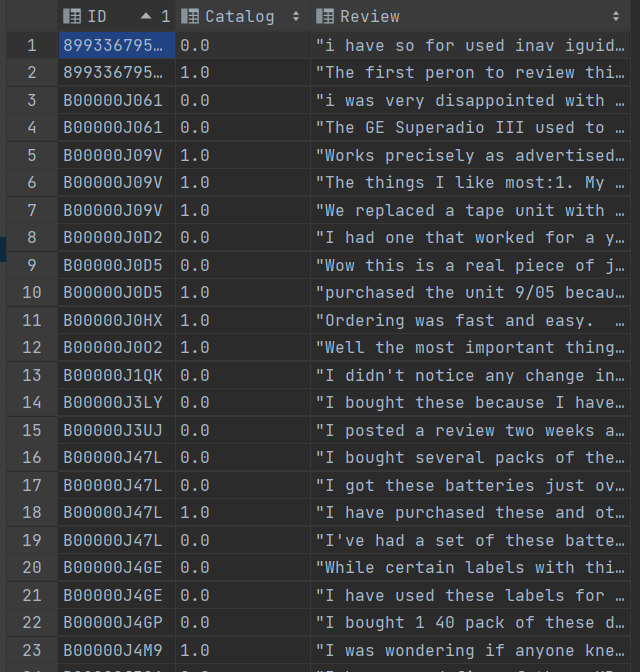 ID 1 Catalog Review
1 899336795… 0.0 "i have so for used inav iguid…
2 899336795… 1.0 "The first peron to review thi…
3 B00000J061 0.0 "i was very disappointed with …
4 B00000J061 0.0 "The GE Superadio III used to …
5 B00000J09V 1.0 "Works precisely as advertised…
6 B00000J09V 1.0 "The things I like most:1. My …
7 B00000J09V 1.0 "We replaced a tape unit with …
8 B00000J0D2 0.0 "I had one that worked for a y…
9 B00000J0D5 0.0 "Wow this is a real piece of j…
10 B00000J0D5 1.0 "purchased the unit 9/05 becau…
11 B00000J0HX 1.0 "Ordering was fast and easy. …
12 B00000J0O2 1.0 "Well the most important thing…
13 B00000J1QK 0.0 "I didn't notice any change in…
14 B00000J3LY 0.0 "I bought these because I have…
15 B00000J3UJ 0.0 "I posted a review two weeks a…
16 B00000J47L 0.0 "I bought several packs of the…
17 B00000J47L 0.0 "I got these batteries just ov…
18 B00000J47L 1.0 "I have purchased these and ot…
19 B00000J47L 0.0 "I've had a set of these batte…
20 B00000J4GE 0.0 "While certain labels with thi…
21 B00000J4GE 0.0 "I have used these labels for …
22 B00000J4GP 0.0 "I bought 1 40 pack of these d…
23 B00000J4M9 1.0 "I was wondering if anyone kne…